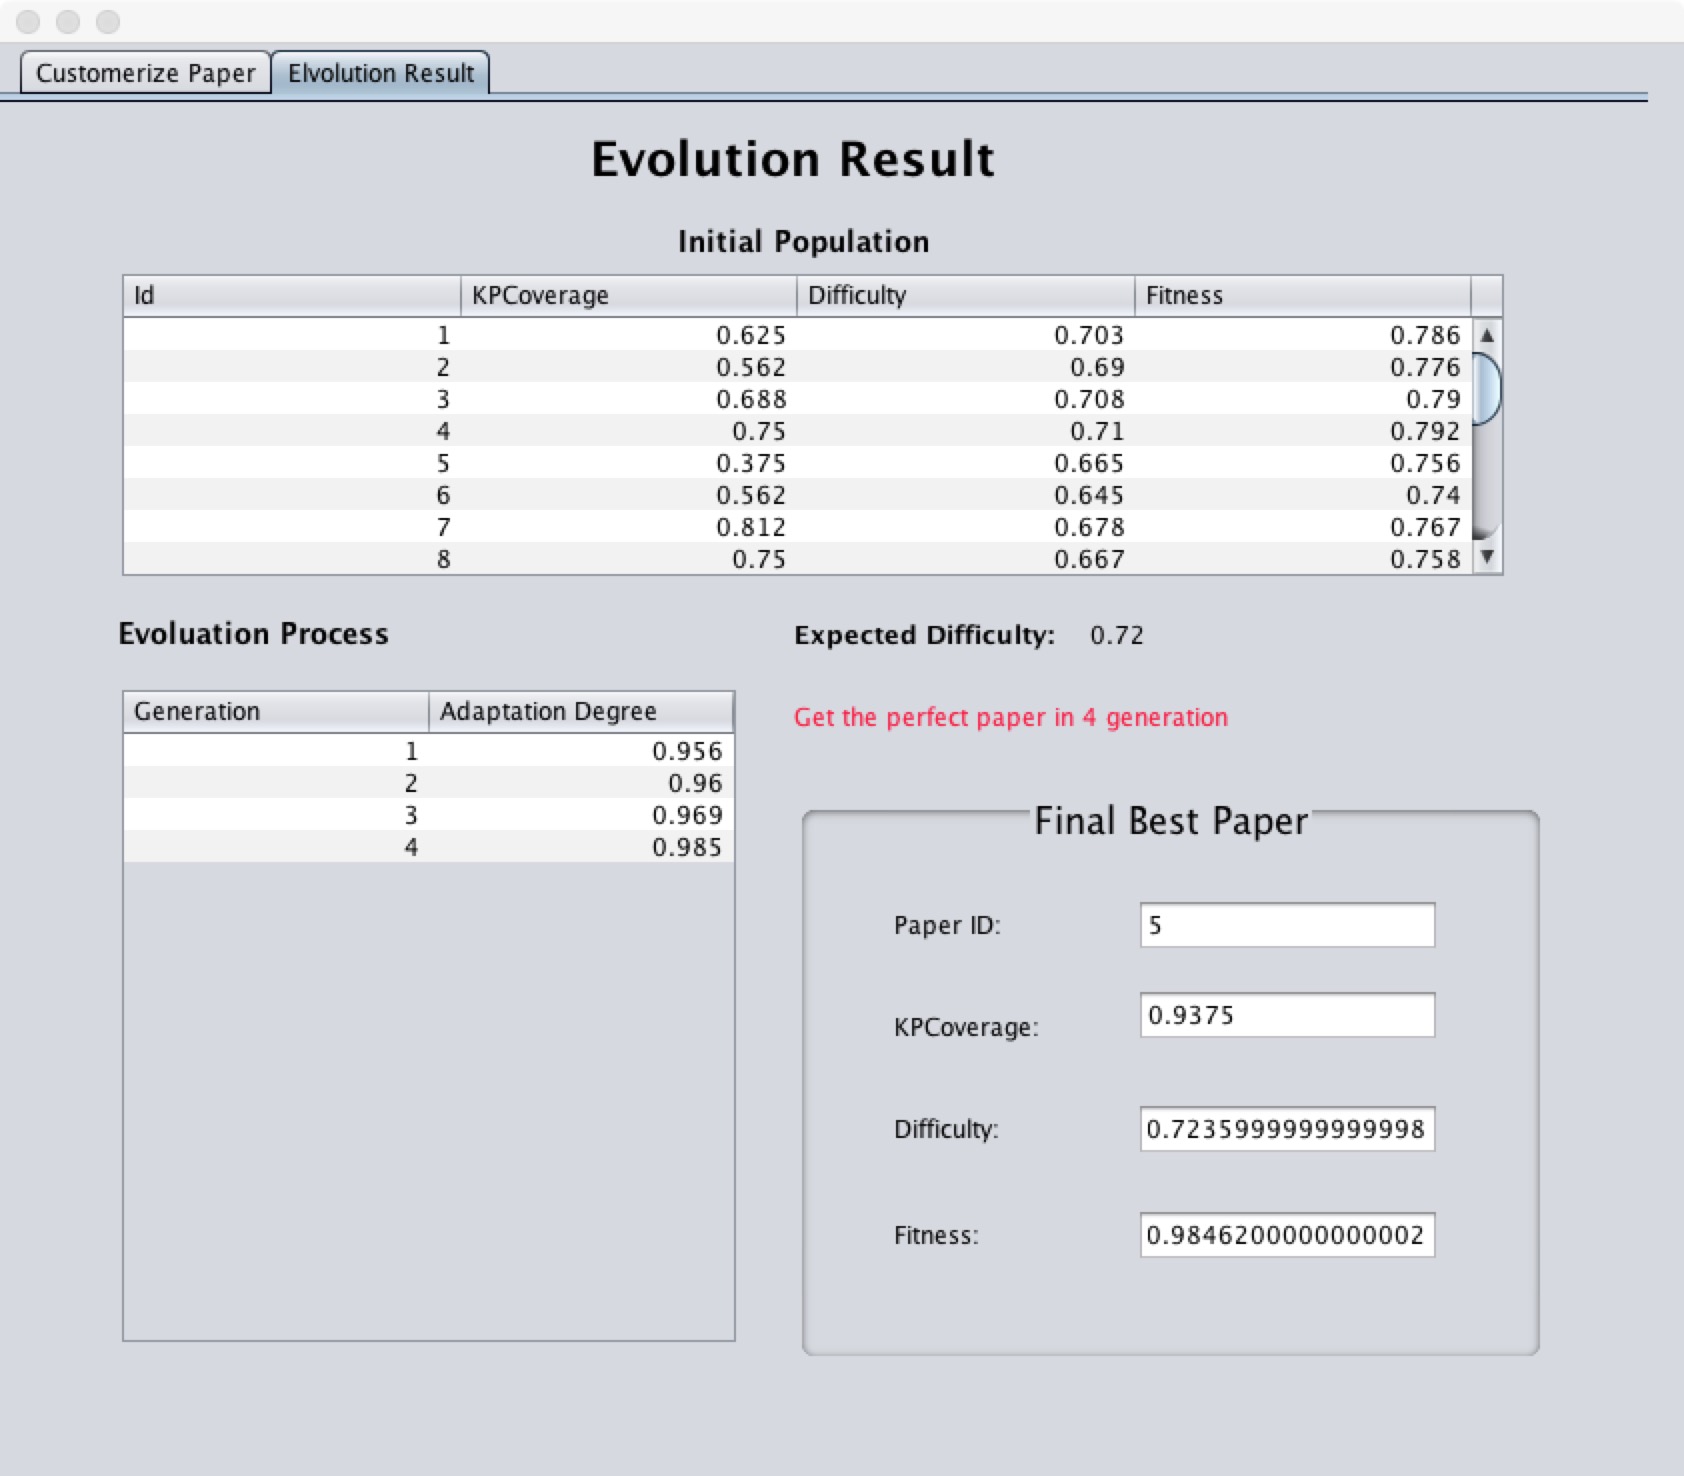 Customerize Paper Elvolution Result
Evolution Result
Initial Population
Id KPCoverage Difficulty Fitness
1 0.625 0.703 0.786
2 0.562 0.69 0.776
3 0.688 0.708 0.79
4 0.75 0.71 0.792
5 0.375 0.665 0.756
6 0.562 0.645 0.74
7 0.812 0.678 0.767
8 0.75 0.667 0.758
Evoluation Process
Generation Adaptation Degree
1 0.956
2 0.96
3 0.969
4 0.985
Expected Difficulty: 0.72
Get the perfect paper in 4 generation
Final Best Paper
Paper ID: 5
KPCoverage: 0.9375
Difficulty: 0.7235999999999998
Fitness: 0.9846200000000002